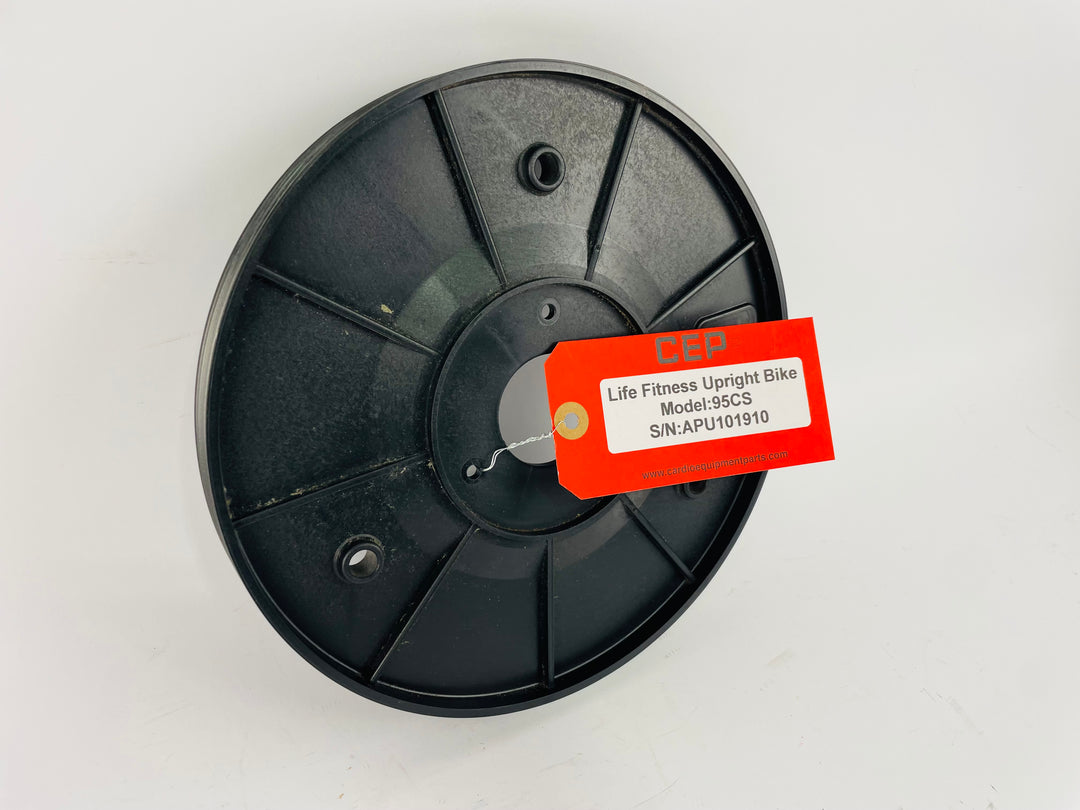 CEP
Life Fitness Upright Bike
Model:95CS
S/N:APU101910
www.cardioequipmentparts.com